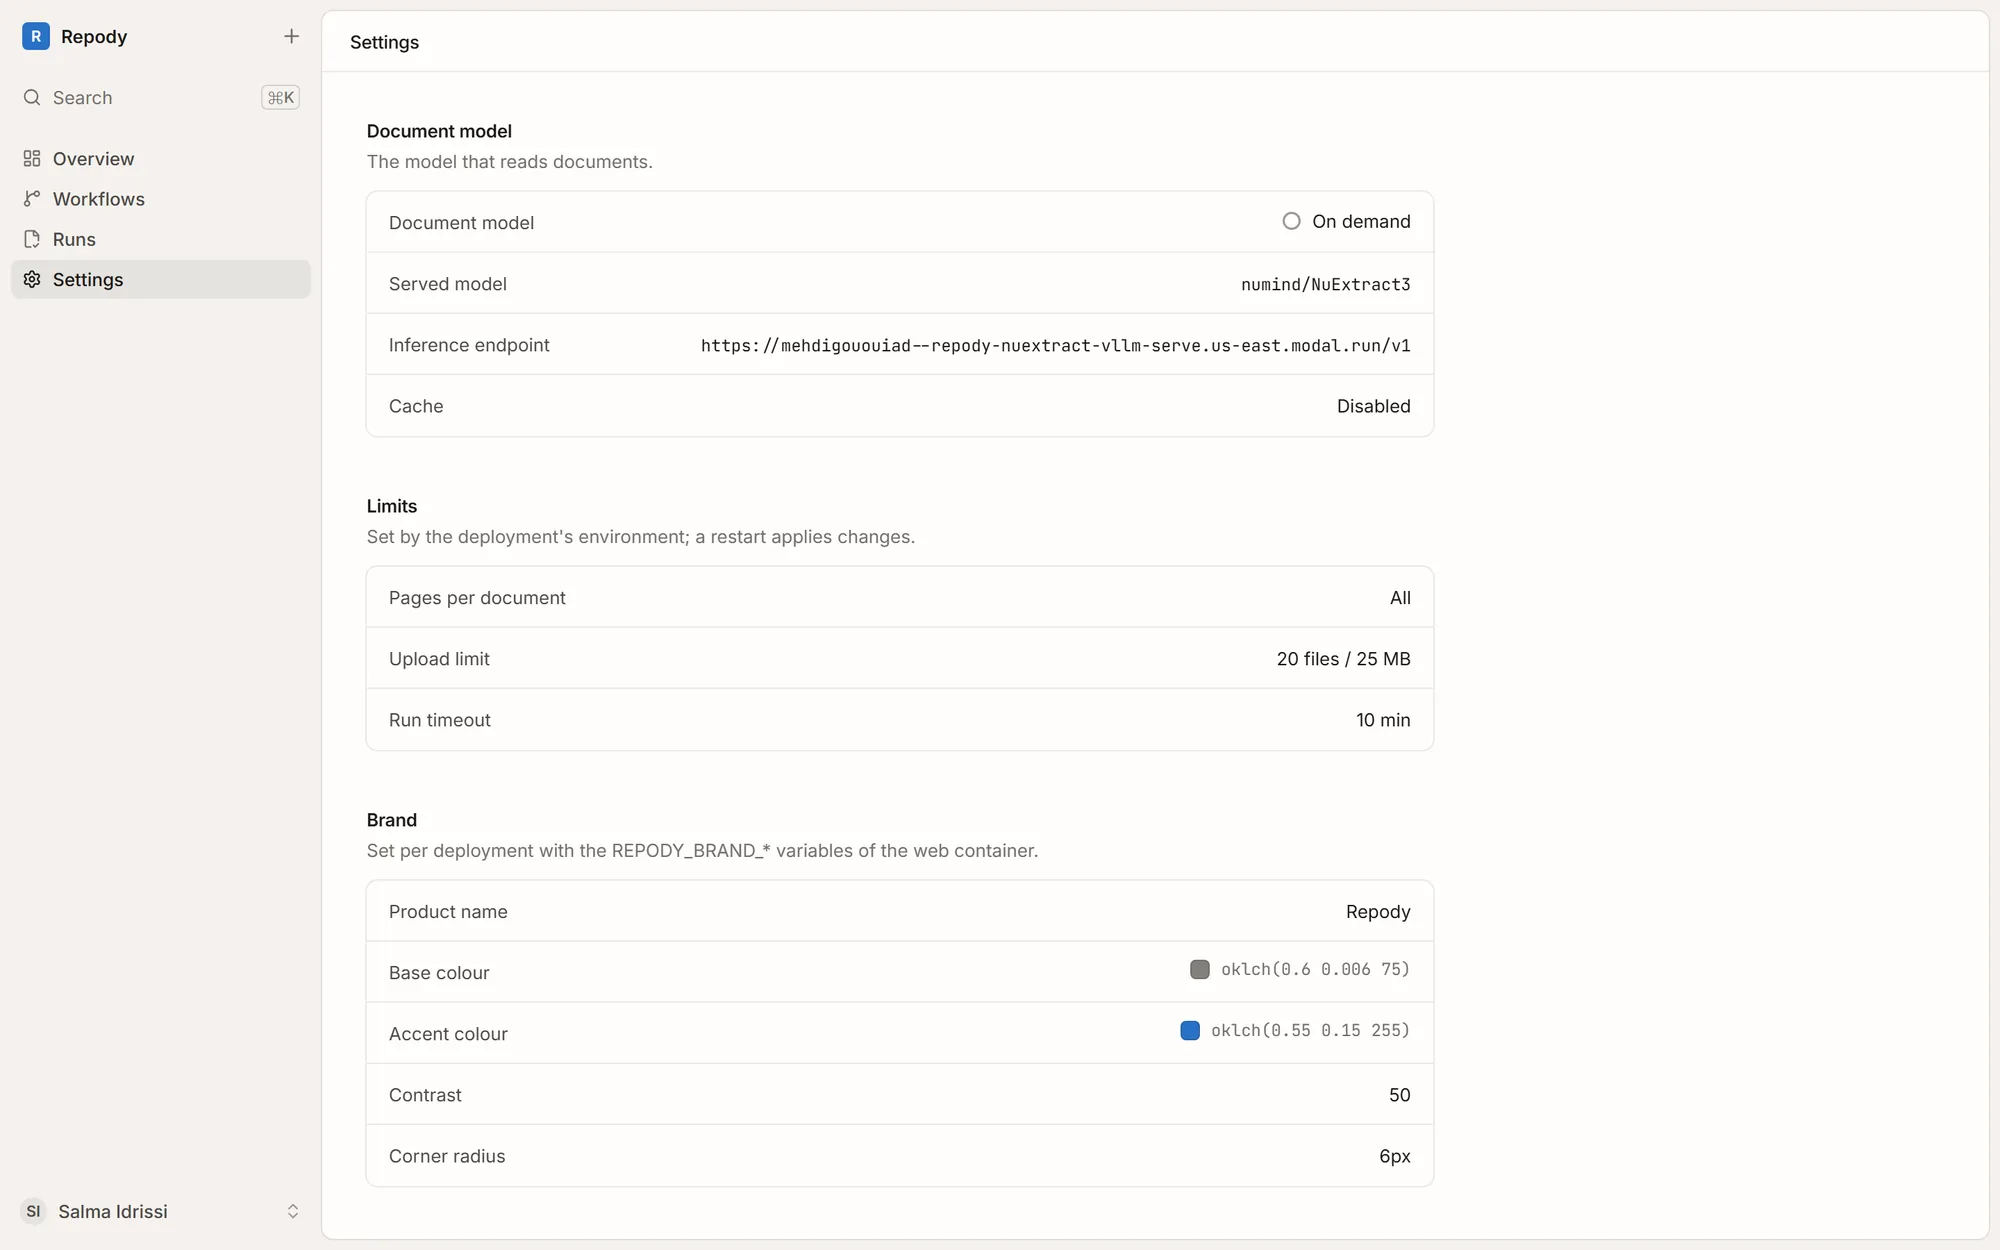 R Repody
Search ⌘K
Overview
Workflows
Runs
Settings
SI Salma Idrissi
Settings
Document model
The model that reads documents.
Document model On demand
Served model numind/NuExtract3
Inference endpoint https://mehdigououiad--repody-nuextract-vllm-serve.us-east.modal.run/v1
Cache Disabled
Limits
Set by the deployment's environment; a restart applies changes.
Pages per document All
Upload limit 20 files / 25 MB
Run timeout 10 min
Brand
Set per deployment with the REPODY_BRAND_* variables of the web container.
Product name Repody
Base colour oklch(0.6 0.006 75)
Accent colour oklch(0.55 0.15 255)
Contrast 50
Corner radius 6px